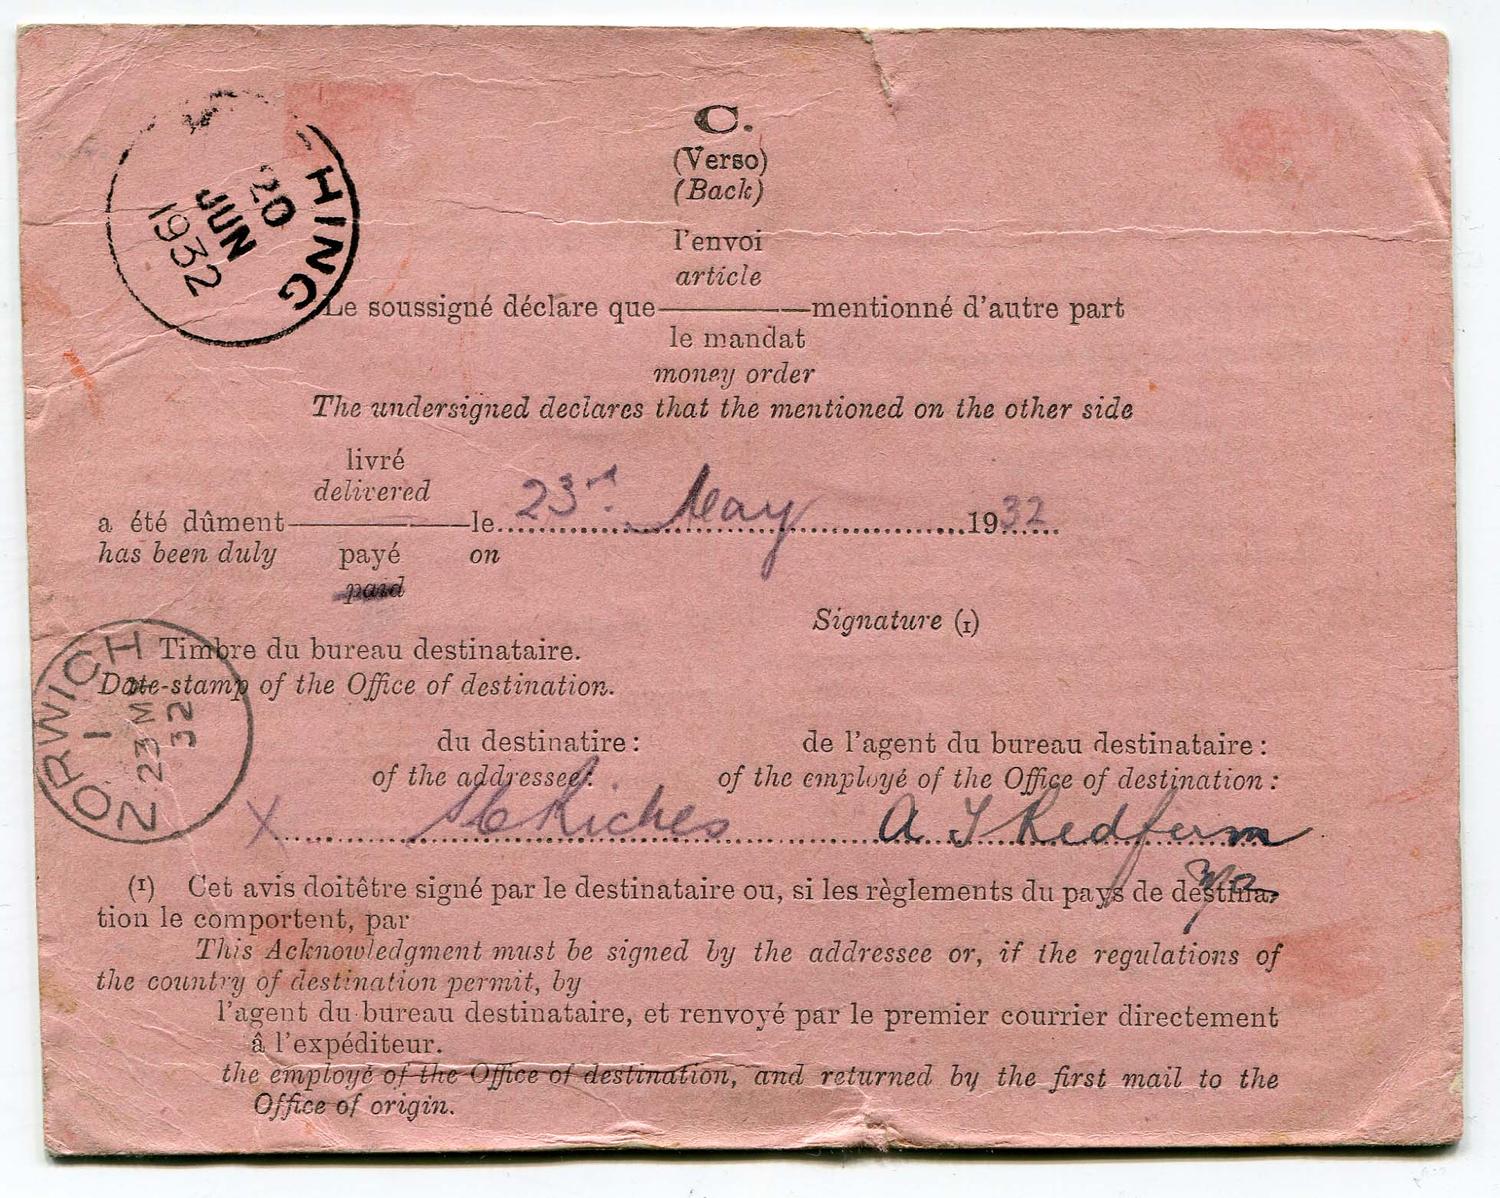 C.
(Verso)
(Back)
HING
20
JUN
1932
l'envoi
article
Le soussigné déclare que mentionné d'autre part
le mandat
money order
The undersigned declares that the mentioned on the other side
livré
delivered
a été dûment le 23rd May 1932
has been duly payé on
paid
Signature (1)
Timbre du bureau destinataire.
Date-stamp of the Office of destination.
NORWICH
1
23 MY
32
du destinatire: de l'agent du bureau destinataire:
of the addressee: of the employé of the Office of destination:
X Riches A J Redfern
(1) Cet avis doitêtre signé par le destinataire ou, si les règlements du pays de destina-
tion le comportent, par
This Acknowledgment must be signed by the addressee or, if the regulations of
the country of destination permit, by
l'agent du bureau destinataire, et renvoyé par le premier courrier directement
â l'expéditeur.
the employé of the Office of destination, and returned by the first mail to the
Office of origin.